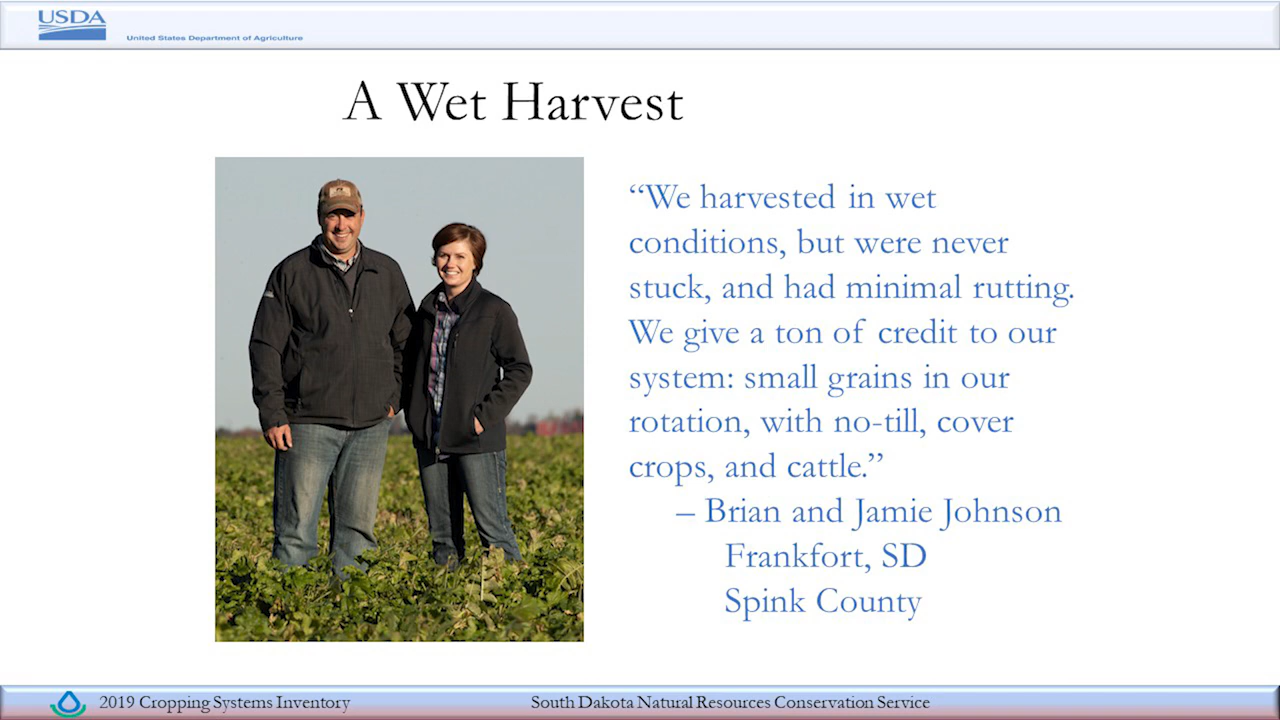 USDA
United States Department of Agriculture
A Wet Harvest
“We harvested in wet
conditions, but were never
stuck, and had minimal rutting.
We give a ton of credit to our
system: small grains in our
rotation, with no-till, cover
crops, and cattle.”
– Brian and Jamie Johnson
Frankfort, SD
Spink County
2019 Cropping Systems Inventory
South Dakota Natural Resources Conservation Service